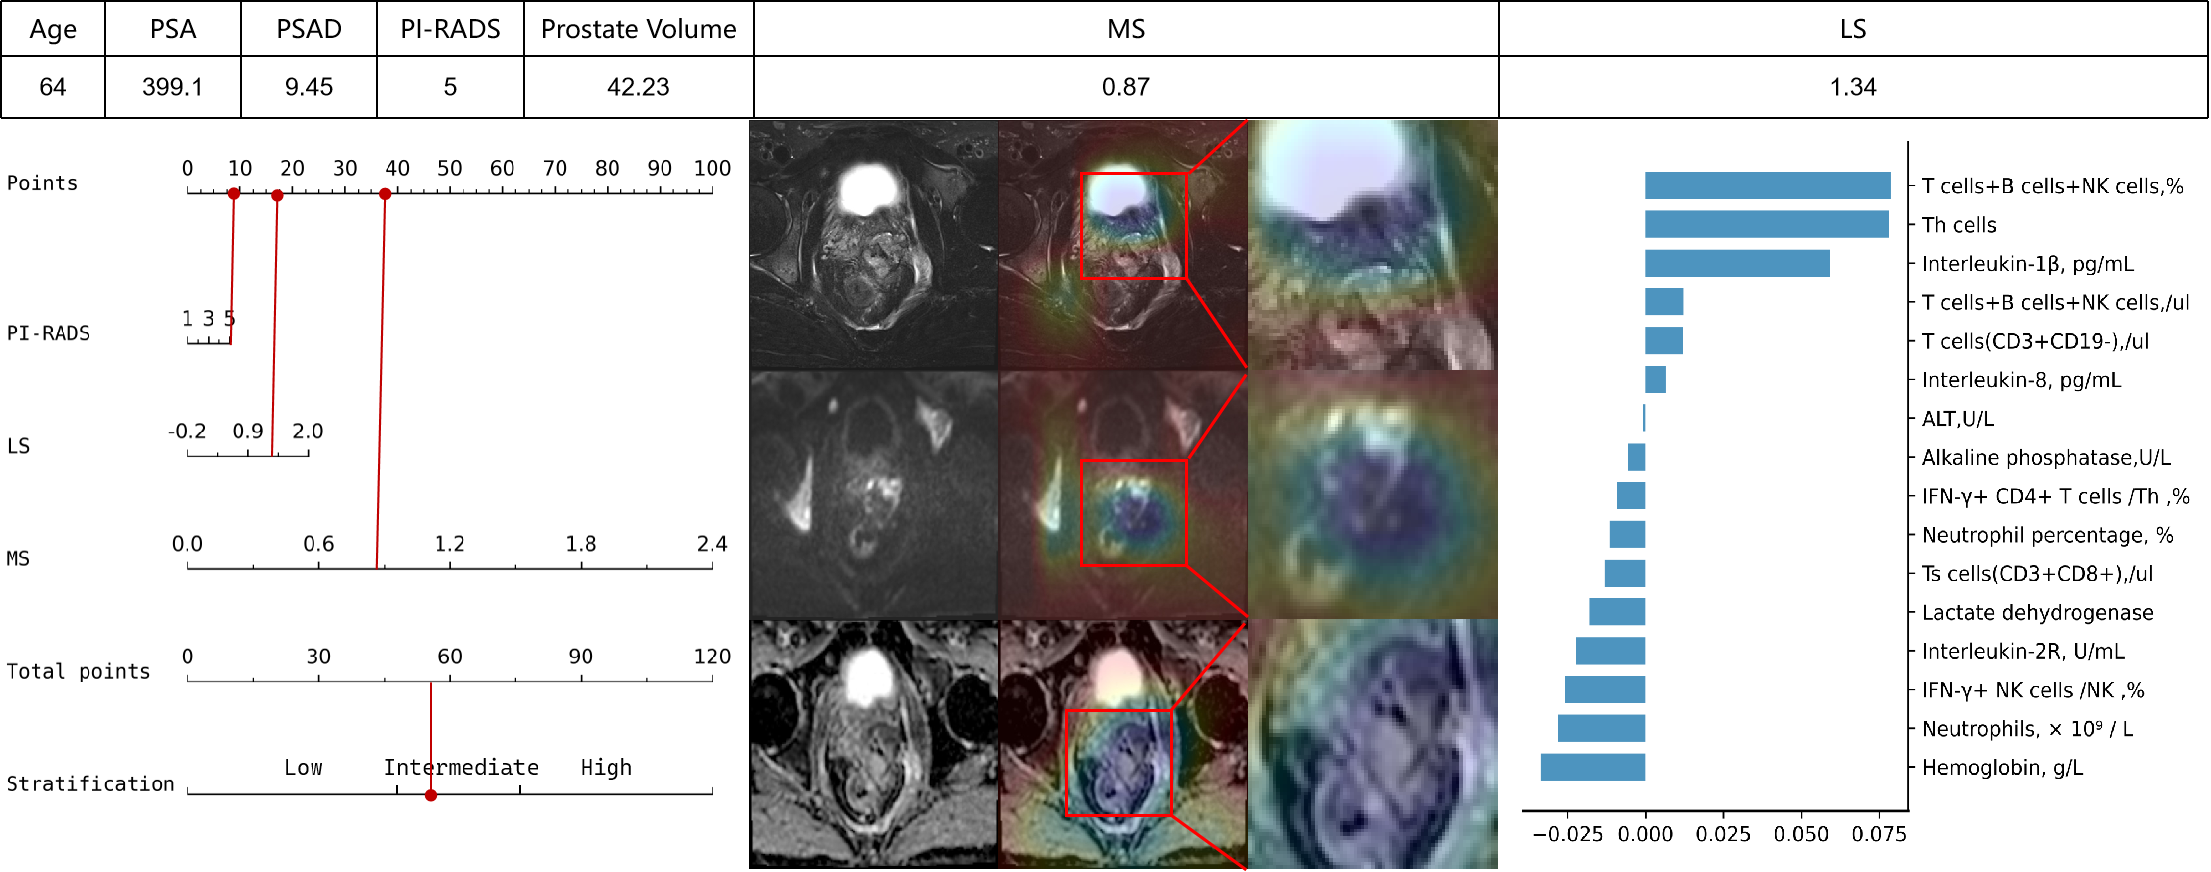 Age PSA PSAD PI-RADS Prostate Volume MS LS
64 399.1 9.45 5 42.23 0.87 1.34
Points 0 10 20 30 40 50 60 70 80 90 100
PI-RADS 1 3 5
LS -0.2 0.9 2.0
MS 0.0 0.6 1.2 1.8 2.4
Total points 0 30 60 90 120
Stratification Low Intermediate High
T cells+B cells+NK cells,%
Th cells
Interleukin-1β, pg/mL
T cells+B cells+NK cells,/ul
T cells(CD3+CD19-),/ul
Interleukin-8, pg/mL
ALT,U/L
Alkaline phosphatase,U/L
IFN-γ+ CD4+ T cells /Th ,%
Neutrophil percentage, %
Ts cells(CD3+CD8+),/ul
Lactate dehydrogenase
Interleukin-2R, U/mL
IFN-γ+ NK cells /NK ,%
Neutrophils, × 10⁹ / L
Hemoglobin, g/L
−0.025 0.000 0.025 0.050 0.075